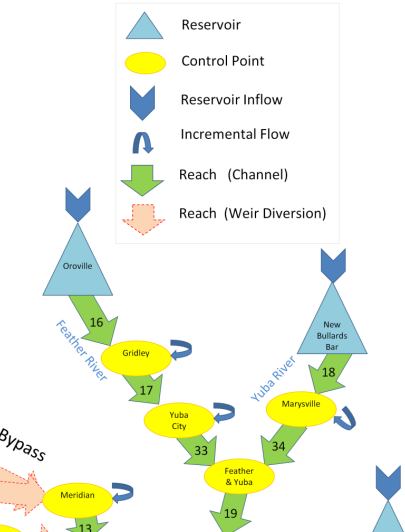 Reservoir
Control Point
Reservoir Inflow
Incremental Flow
Reach (Channel)
Reach (Weir Diversion)
Oroville
16
Feather River
Gridley
17
Yuba
City
33
New
Bullards
Bar
18
Yuba River
Marysville
34
Feather
& Yuba
19
Bypass
Meridian
13